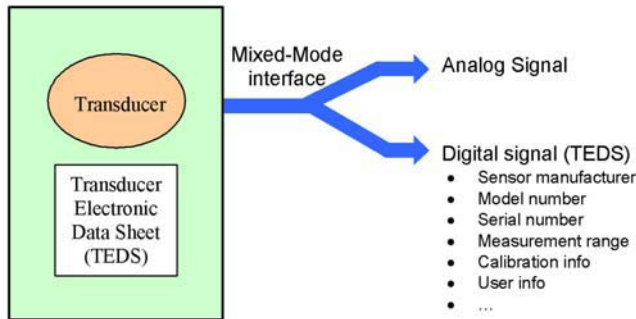 Transducer
Transducer
Electronic
Data Sheet
(TEDS)
Mixed-Mode
interface
Analog Signal
Digital signal (TEDS)
● Sensor manufacturer
● Model number
● Serial number
● Measurement range
● Calibration info
● User info
● ...